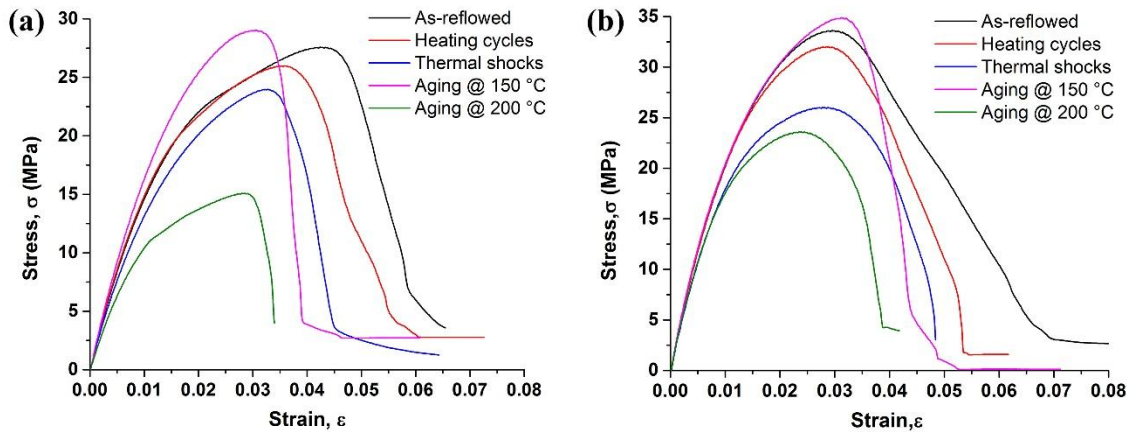 (a)
30
25
20
15
10
5
0
Stress, σ (MPa)
0.00 0.01 0.02 0.03 0.04 0.05 0.06 0.07 0.08
Strain, ε
As-reflowed
Heating cycles
Thermal shocks
Aging @ 150 °C
Aging @ 200 °C
(b)
35
30
25
20
15
10
5
0
Stress,σ (MPa)
0.00 0.01 0.02 0.03 0.04 0.05 0.06 0.07 0.08
Strain,ε
As-reflowed
Heating cycles
Thermal shocks
Aging @ 150 °C
Aging @ 200 °C